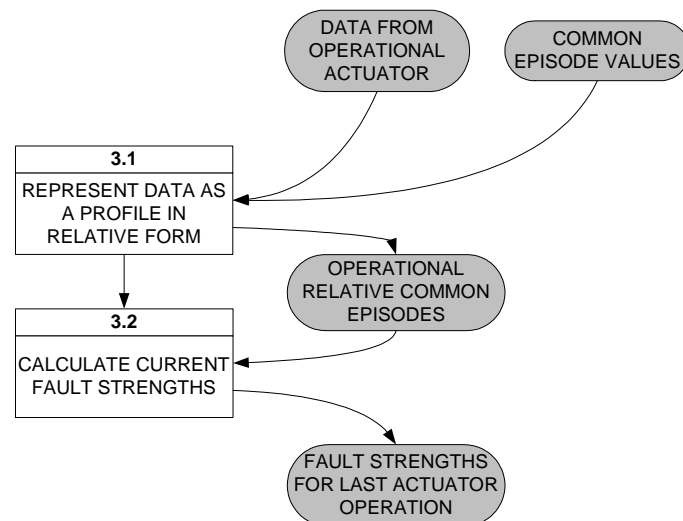 DATA FROM
OPERATIONAL
ACTUATOR
COMMON
EPISODE VALUES
3.1
REPRESENT DATA AS
A PROFILE IN
RELATIVE FORM
OPERATIONAL
RELATIVE COMMON
EPISODES
3.2
CALCULATE CURRENT
FAULT STRENGTHS
FAULT STRENGTHS
FOR LAST ACTUATOR
OPERATION